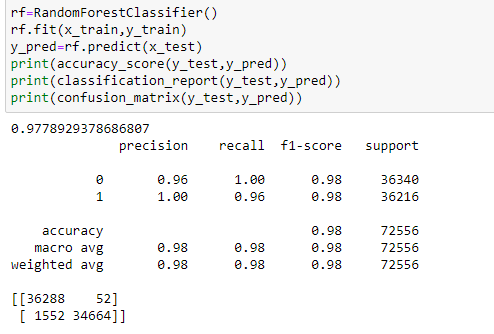 rf=RandomForestClassifier()
rf.fit(x_train,y_train)
y_pred=rf.predict(x_test)
print(accuracy_score(y_test,y_pred))
print(classification_report(y_test,y_pred))
print(confusion_matrix(y_test,y_pred))
0.9778929378686807
precision recall f1-score support
0 0.96 1.00 0.98 36340
1 1.00 0.96 0.98 36216
accuracy 0.98 72556
macro avg 0.98 0.98 0.98 72556
weighted avg 0.98 0.98 0.98 72556
[[36288 52]
[ 1552 34664]]